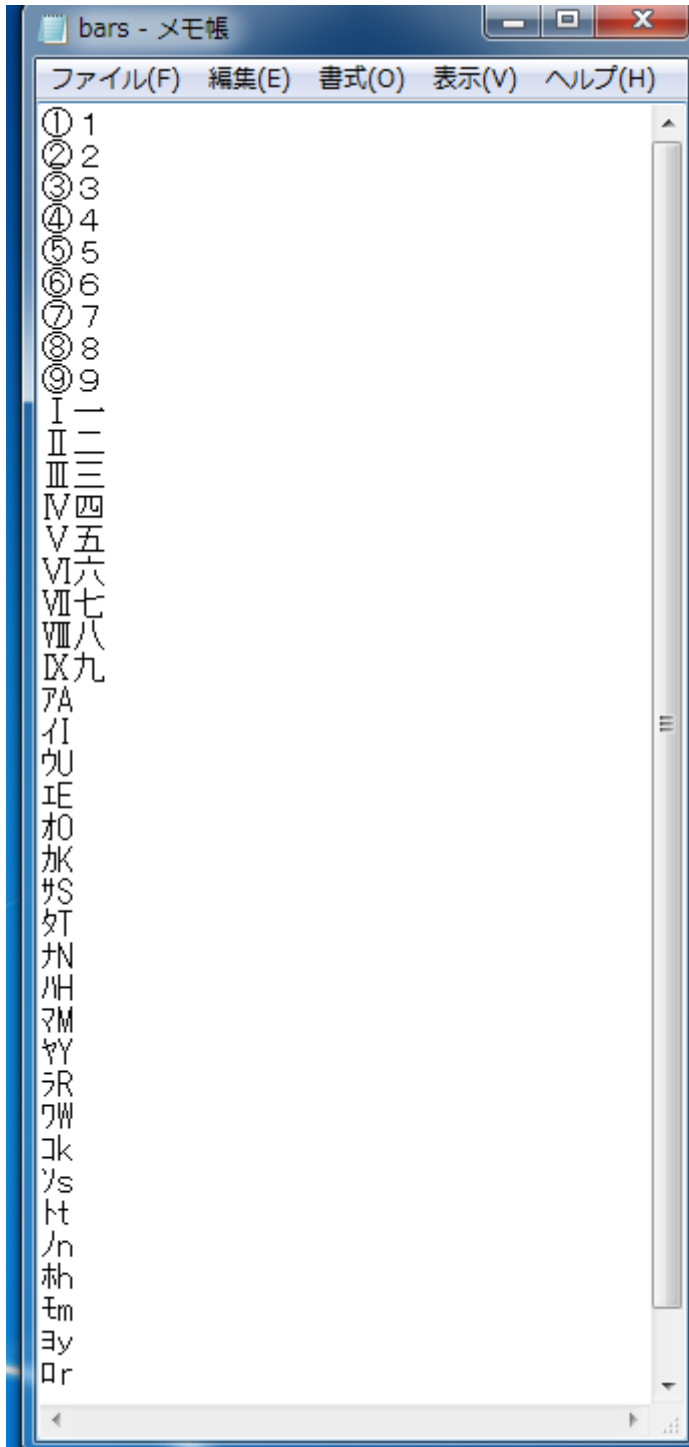 bars - メモ帳
ファイル(F) 編集(E) 書式(O) 表示(V) ヘルプ(H)
①１
②２
③３
④４
⑤５
⑥６
⑦７
⑧８
⑨９
Ⅰ一
Ⅱ二
Ⅲ三
Ⅳ四
Ⅴ五
Ⅵ六
Ⅶ七
Ⅷ八
Ⅸ九
ｱA
ｲI
ｳU
ｴE
ｵO
ｶK
ｻS
ﾀT
ﾅN
ﾊH
ﾏM
ﾔY
ﾗR
ﾜW
ｺk
ｿs
ﾄt
ﾉn
ﾎh
ﾓm
ﾖy
ﾛr